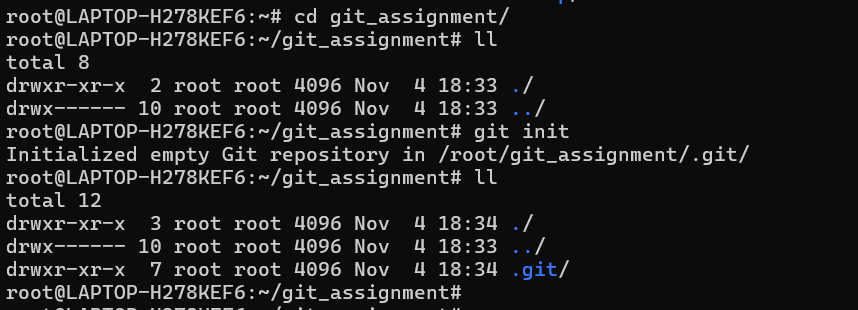 root@LAPTOP-H278KEF6:~# cd git_assignment/
root@LAPTOP-H278KEF6:~/git_assignment# ll
total 8
drwxr-xr-x  2 root root 4096 Nov  4 18:33 ./
drwx------ 10 root root 4096 Nov  4 18:33 ../
root@LAPTOP-H278KEF6:~/git_assignment# git init
Initialized empty Git repository in /root/git_assignment/.git/
root@LAPTOP-H278KEF6:~/git_assignment# ll
total 12
drwxr-xr-x  3 root root 4096 Nov  4 18:34 ./
drwx------ 10 root root 4096 Nov  4 18:33 ../
drwxr-xr-x  7 root root 4096 Nov  4 18:34 .git/
root@LAPTOP-H278KEF6:~/git_assignment#